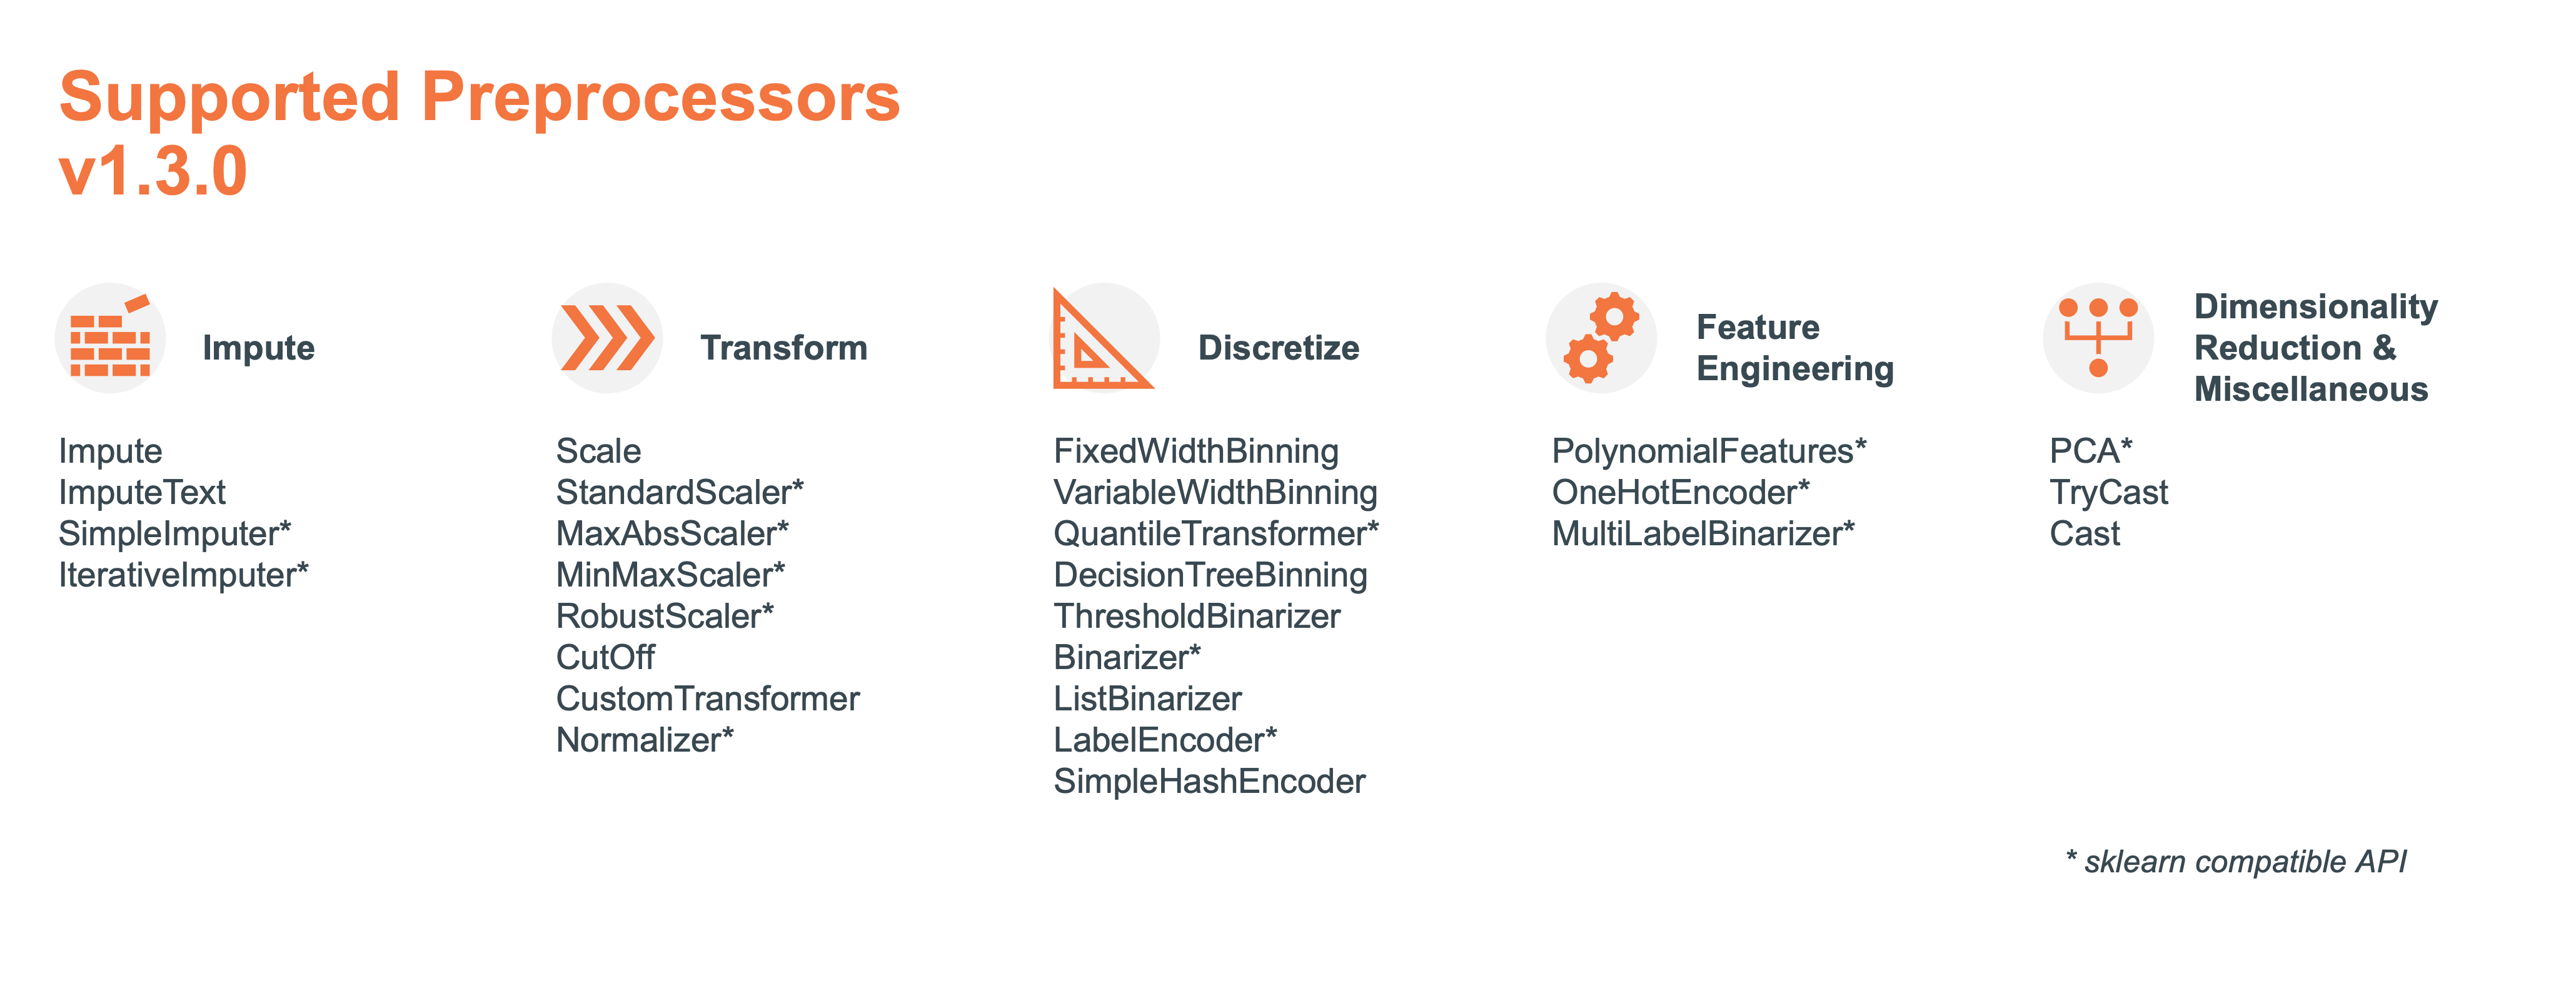 Supported Preprocessors
v1.3.0
Impute
Impute
ImputeText
SimpleImputer*
IterativeImputer*
Transform
Scale
StandardScaler*
MaxAbsScaler*
MinMaxScaler*
RobustScaler*
CutOff
CustomTransformer
Normalizer*
Discretize
FixedWidthBinning
VariableWidthBinning
QuantileTransformer*
DecisionTreeBinning
ThresholdBinarizer
Binarizer*
ListBinarizer
LabelEncoder*
SimpleHashEncoder
Feature
Engineering
PolynomialFeatures*
OneHotEncoder*
MultiLabelBinarizer*
Dimensionality
Reduction &
Miscellaneous
PCA*
TryCast
Cast
* sklearn compatible API